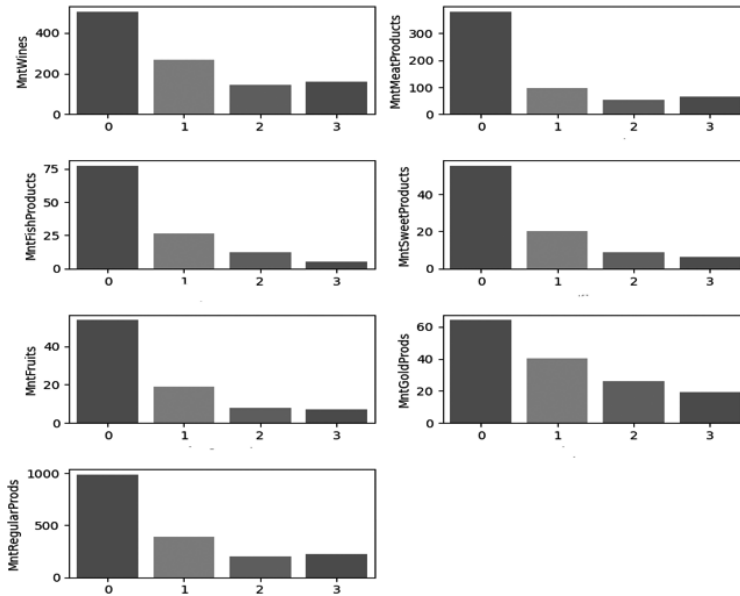 MntWines
400
200
0
0 1 2 3
MntMeatProducts
300
200
100
0
0 1 2 3
MntFishProducts
75
50
25
0
0 1 2 3
MntSweetProducts
40
20
0
0 1 2 3
MntFruits
40
20
0
0 1 2 3
MntGoldProds
60
40
20
0
0 1 2 3
MntRegularProds
1000
500
0
0 1 2 3